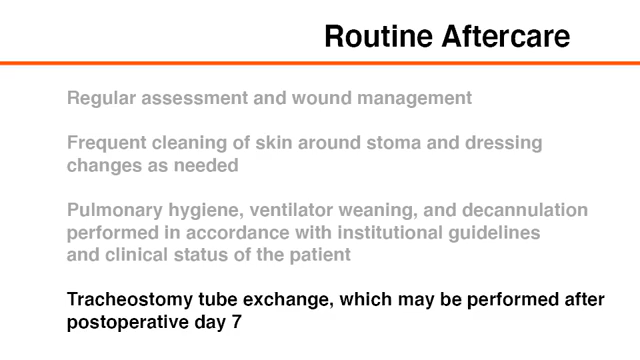 Routine Aftercare
Regular assessment and wound management
Frequent cleaning of skin around stoma and dressing
changes as needed
Pulmonary hygiene, ventilator weaning, and decannulation
performed in accordance with institutional guidelines
and clinical status of the patient
Tracheostomy tube exchange, which may be performed after
postoperative day 7